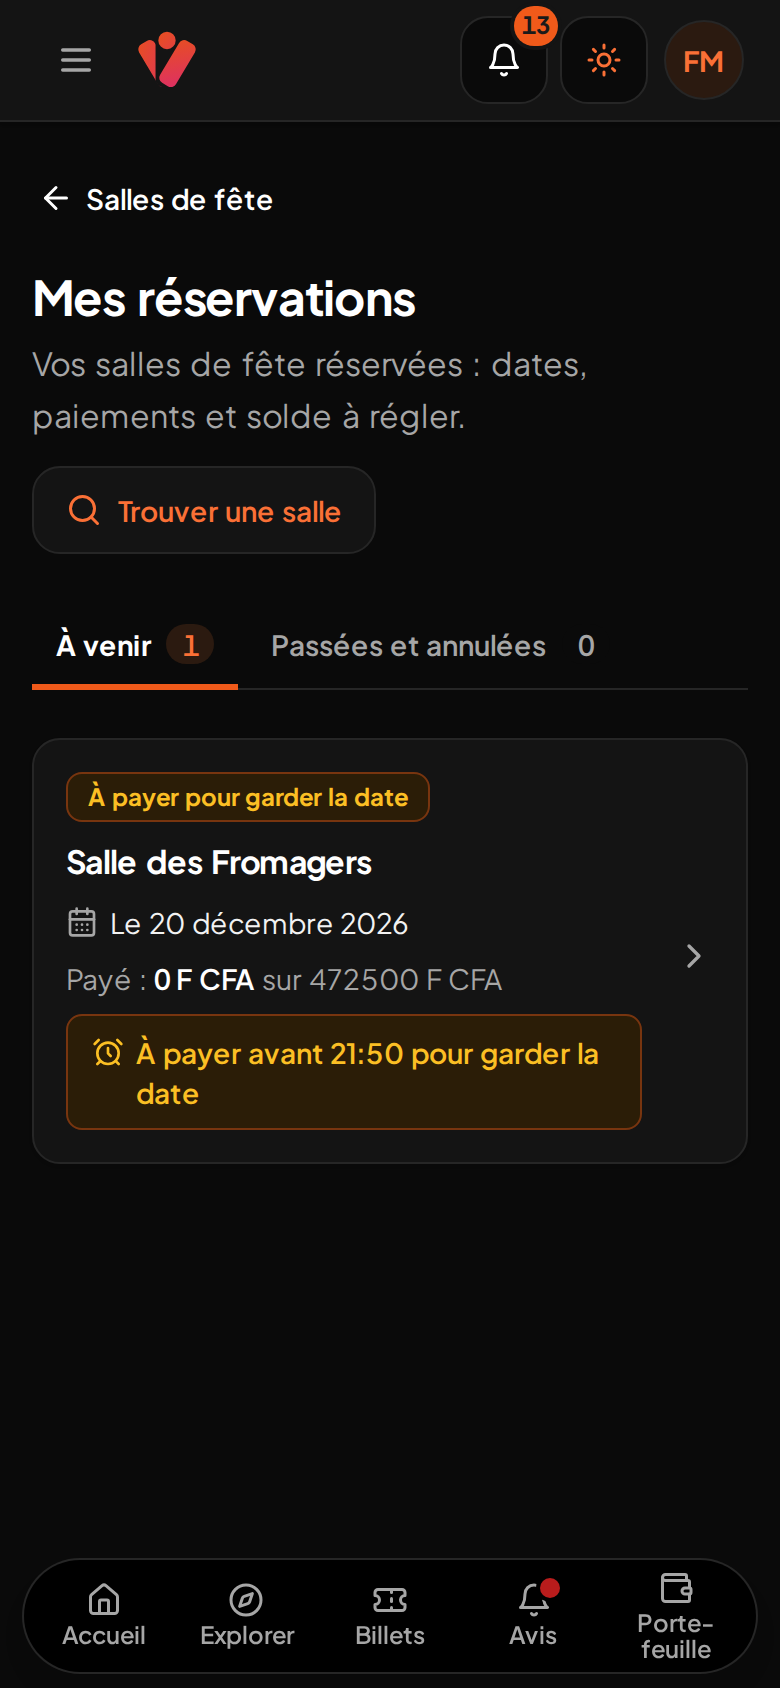 13
FM
Salles de fête
Mes réservations
Vos salles de fête réservées : dates,
paiements et solde à régler.
Trouver une salle
À venir 1 Passées et annulées 0
À payer pour garder la date
Salle des Fromagers
Le 20 décembre 2026
Payé : 0 F CFA sur 472500 F CFA
À payer avant 21:50 pour garder la
date
Accueil Explorer Billets Avis Porte-
feuille